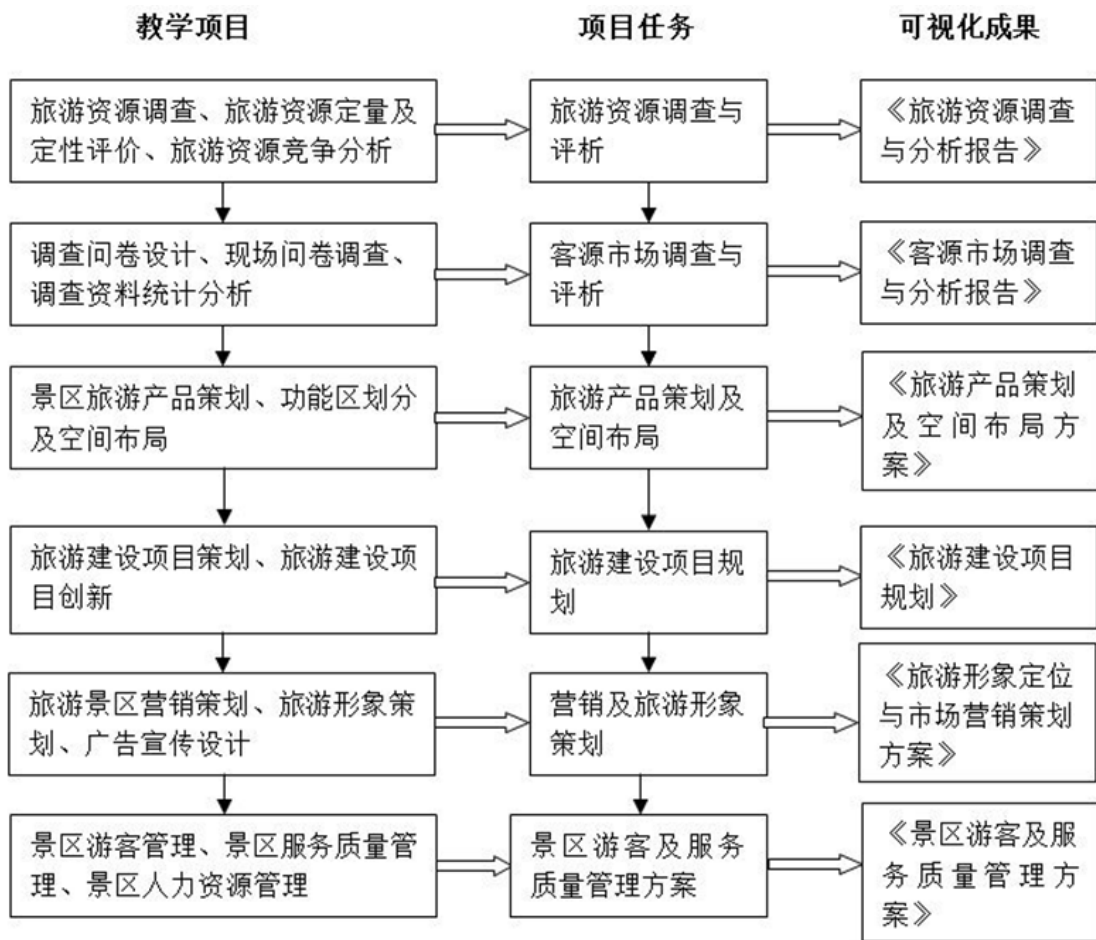 教学项目
项目任务
可视化成果
旅游资源调查、旅游资源定量及
定性评价、旅游资源竞争分析
旅游资源调查与
评析
《旅游资源调查
与分析报告》
调查问卷设计、现场问卷调查、
调查资料统计分析
客源市场调查与
评析
《客源市场调查
与分析报告》
景区旅游产品策划、功能区划分
及空间布局
旅游产品策划及
空间布局
《旅游产品策划
及空间布局方
案》
旅游建设项目策划、旅游建设项
目创新
旅游建设项目规
划
《旅游建设项目
规划》
旅游景区营销策划、旅游形象策
划、广告宣传设计
营销及旅游形象
策划
《旅游形象定位
与市场营销策划
方案》
景区游客管理、景区服务质量管
理、景区人力资源管理
景区游客及服务
质量管理方案
《景区游客及服
务质量管理方
案》